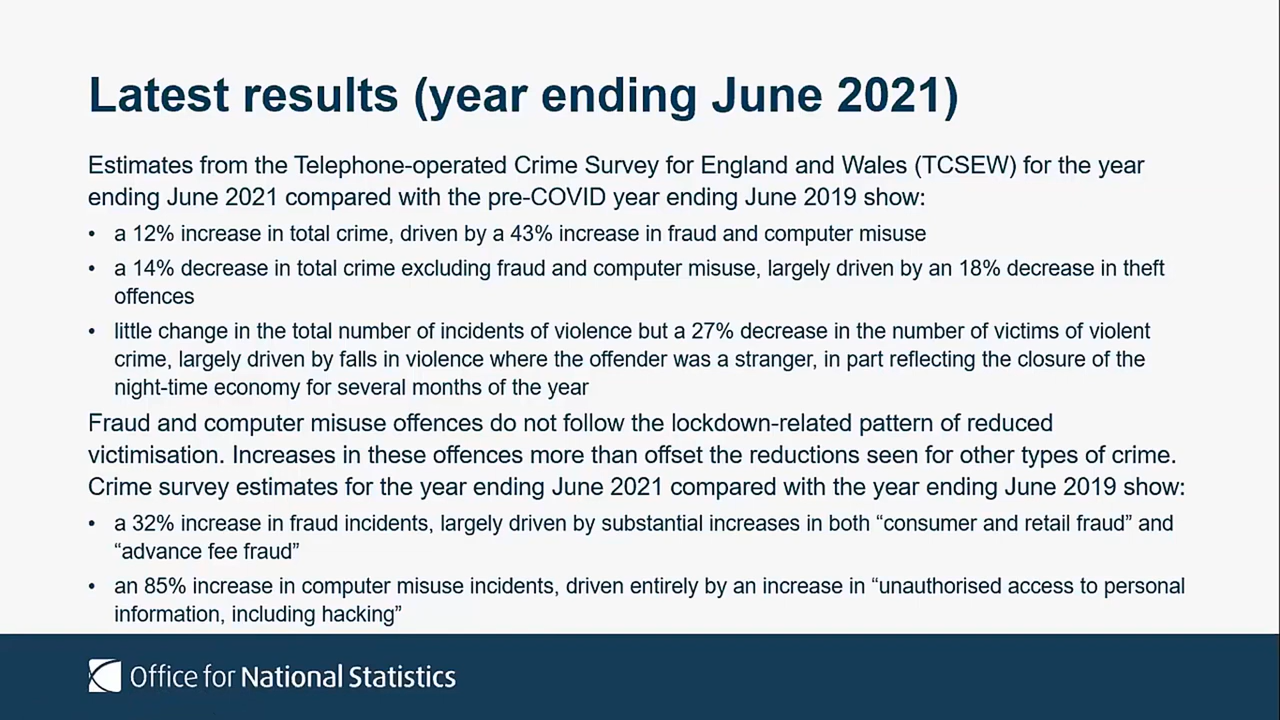 Latest results (year ending June 2021)
Estimates from the Telephone-operated Crime Survey for England and Wales (TCSEW) for the year
ending June 2021 compared with the pre-COVID year ending June 2019 show:
• a 12% increase in total crime, driven by a 43% increase in fraud and computer misuse
• a 14% decrease in total crime excluding fraud and computer misuse, largely driven by an 18% decrease in theft
offences
• little change in the total number of incidents of violence but a 27% decrease in the number of victims of violent
crime, largely driven by falls in violence where the offender was a stranger, in part reflecting the closure of the
night-time economy for several months of the year
Fraud and computer misuse offences do not follow the lockdown-related pattern of reduced
victimisation. Increases in these offences more than offset the reductions seen for other types of crime.
Crime survey estimates for the year ending June 2021 compared with the year ending June 2019 show:
• a 32% increase in fraud incidents, largely driven by substantial increases in both “consumer and retail fraud” and
“advance fee fraud”
• an 85% increase in computer misuse incidents, driven entirely by an increase in “unauthorised access to personal
information, including hacking”
Office for National Statistics